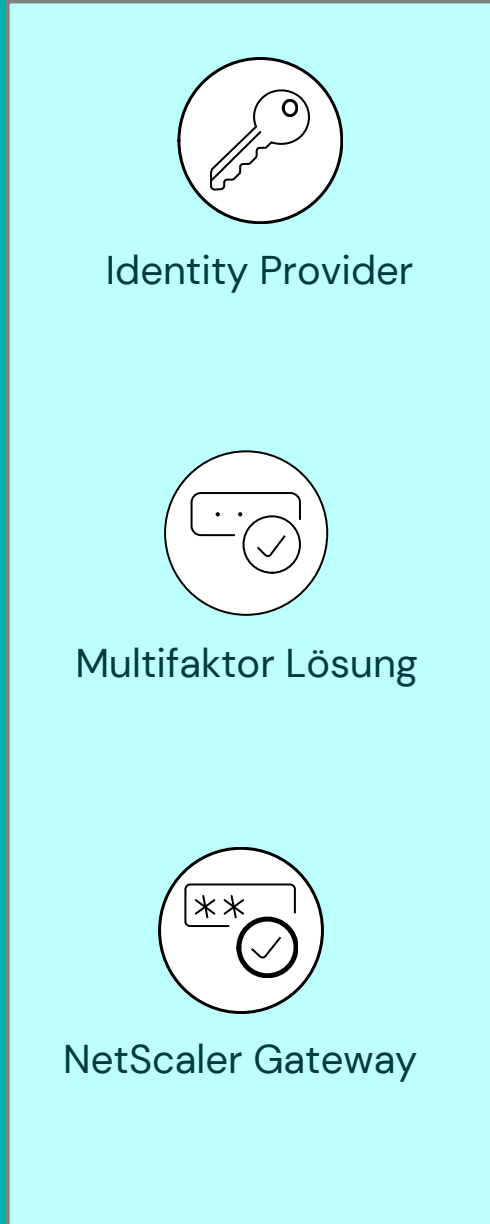 Identity Provider
Multifaktor Lösung
**
NetScaler Gateway